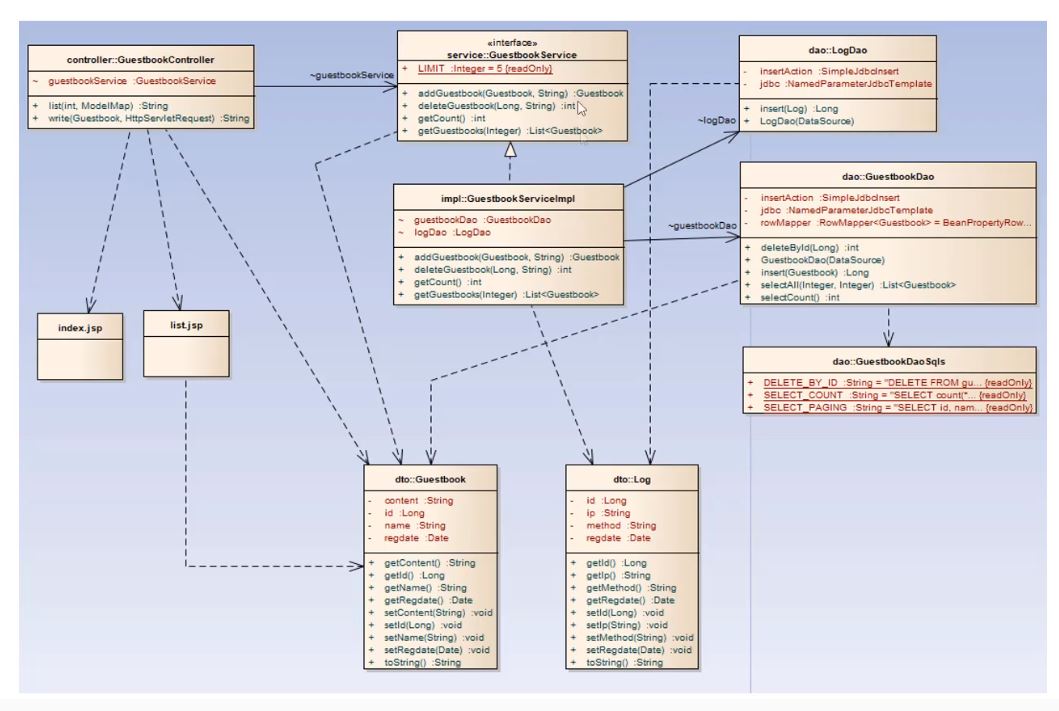 controller::GuestbookController
~ guestbookService :GuestbookService
+ list(int, ModelMap) :String
+ write(Guestbook, HttpServletRequest) :String
~guestbookService
«interface»
service::GuestbookService
+ LIMIT :Integer = 5 {readOnly}
+ addGuestbook(Guestbook, String) :Guestbook
+ deleteGuestbook(Long, String) :int
+ getCount() :int
+ getGuestbooks(Integer) :List<Guestbook>
dao::LogDao
- insertAction :SimpleJdbcInsert
- jdbc :NamedParameterJdbcTemplate
+ insert(Log) :Long
+ LogDao(DataSource)
~logDao
impl::GuestbookServiceImpl
~ guestbookDao :GuestbookDao
~ logDao :LogDao
+ addGuestbook(Guestbook, String) :Guestbook
+ deleteGuestbook(Long, String) :int
+ getCount() :int
+ getGuestbooks(Integer) :List<Guestbook>
~guestbookDao
dao::GuestbookDao
- insertAction :SimpleJdbcInsert
- jdbc :NamedParameterJdbcTemplate
- rowMapper :RowMapper<Guestbook> = BeanPropertyRow...
+ deleteById(Long) :int
+ GuestbookDao(DataSource)
+ insert(Guestbook) :Long
+ selectAll(Integer, Integer) :List<Guestbook>
+ selectCount() :int
index.jsp
list.jsp
dao::GuestbookDaoSqls
+ DELETE_BY_ID :String = "DELETE FROM gu... {readOnly}
+ SELECT_COUNT :String = "SELECT count(*... {readOnly}
+ SELECT_PAGING :String = "SELECT id, nam... {readOnly}
dto::Guestbook
- content :String
- id :Long
- name :String
- regdate :Date
+ getContent() :String
+ getId() :Long
+ getName() :String
+ getRegdate() :Date
+ setContent(String) :void
+ setId(Long) :void
+ setName(String) :void
+ setRegdate(Date) :void
+ toString() :String
dto::Log
- id :Long
- ip :String
- method :String
- regdate :Date
+ getId() :Long
+ getIp() :String
+ getMethod() :String
+ getRegdate() :Date
+ setId(Long) :void
+ setIp(String) :void
+ setMethod(String) :void
+ setRegdate(Date) :void
+ toString() :String